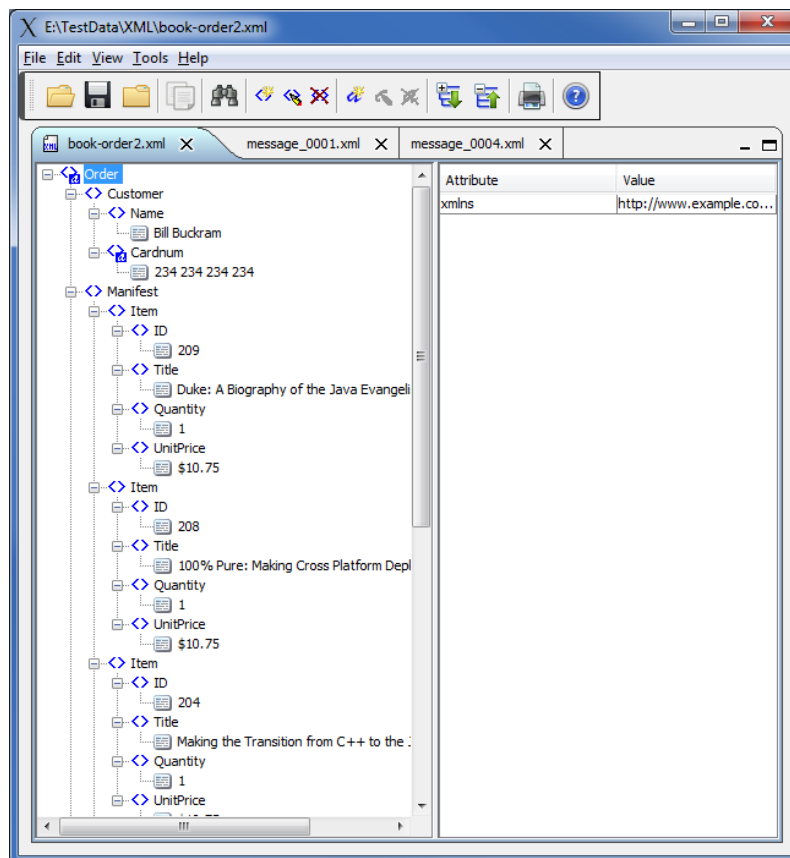 E:\TestData\XML\book-order2.xml
File Edit View Tools Help
book-order2.xml message_0001.xml message_0004.xml
Order
Customer
Name
Bill Buckram
Cardnum
234 234 234 234
Manifest
Item
ID
209
Title
Duke: A Biography of the Java Evangeli
Quantity
1
UnitPrice
$10.75
Item
ID
208
Title
100% Pure: Making Cross Platform Depl
Quantity
1
UnitPrice
$10.75
Item
ID
204
Title
Making the Transition from C++ to the
Quantity
1
UnitPrice
Attribute Value
xmlns http://www.example.co...